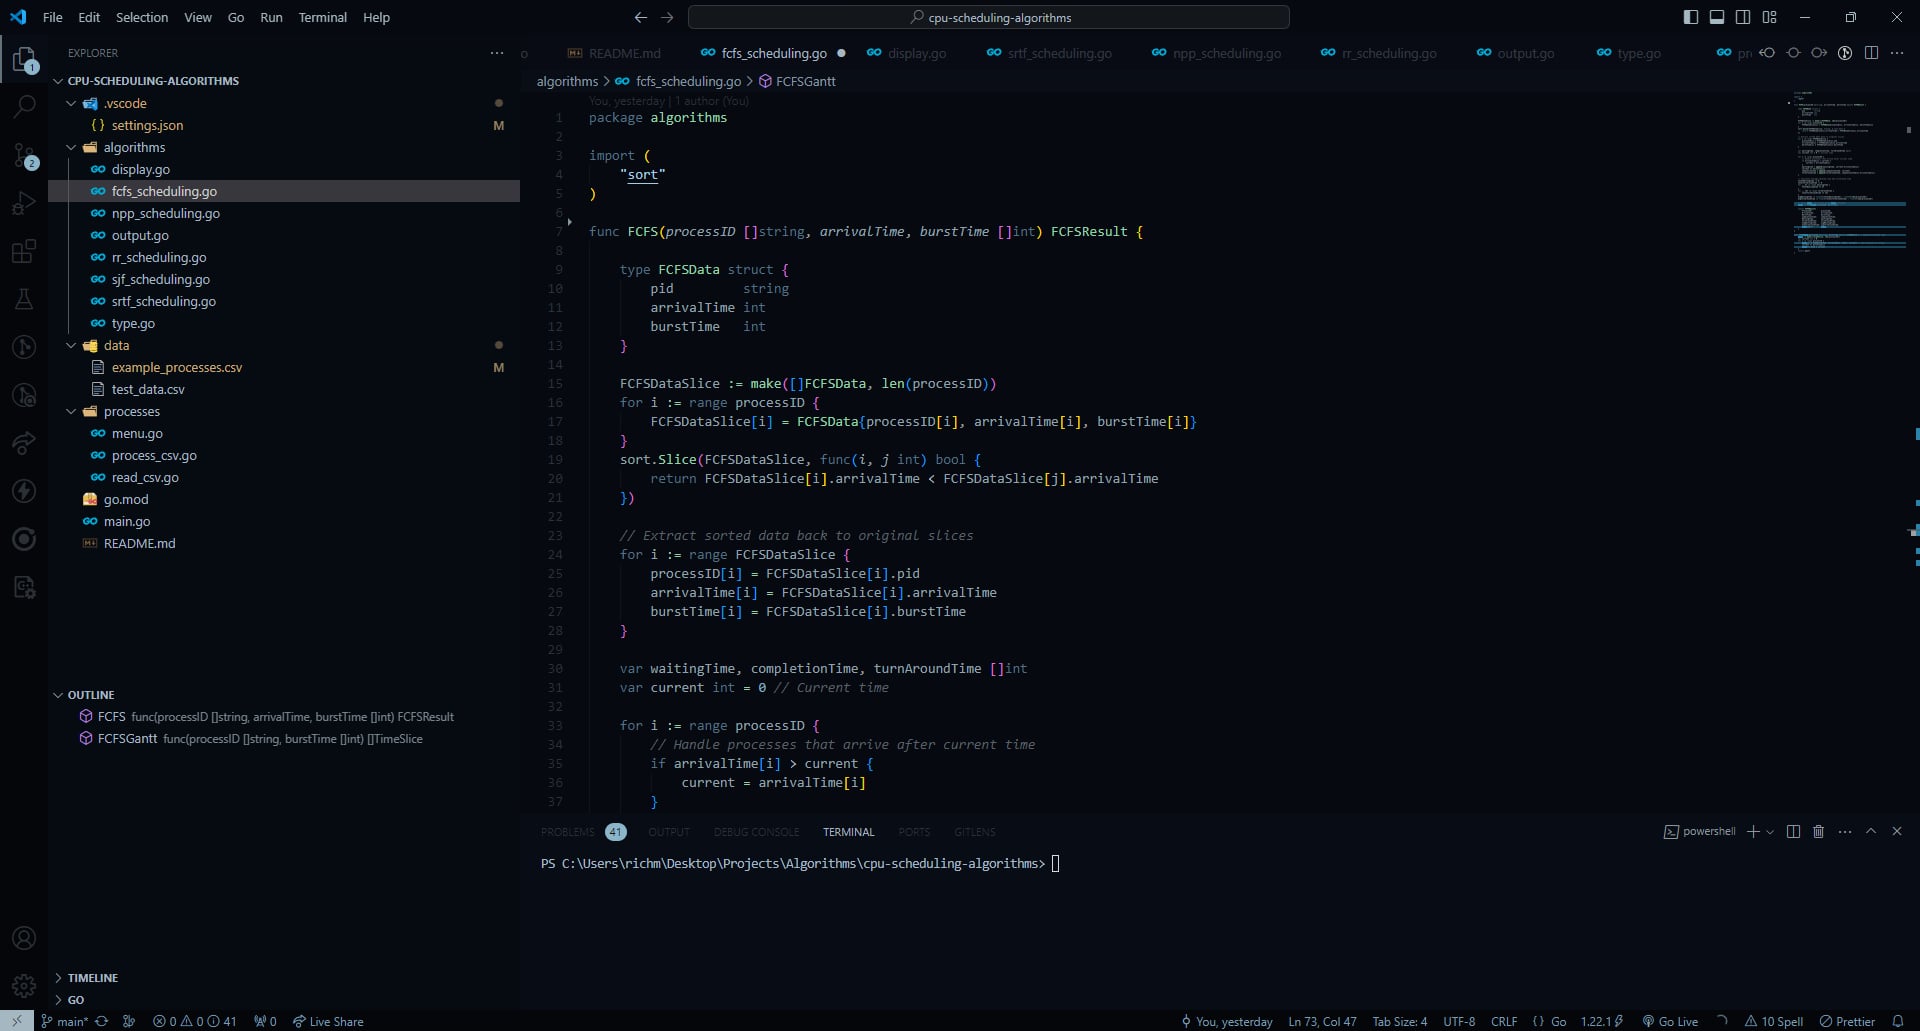 File Edit Selection View Go Run Terminal Help
cpu-scheduling-algorithms
EXPLORER
CPU-SCHEDULING-ALGORITHMS
.vscode
settings.json M
algorithms
display.go
fcfs_scheduling.go
npp_scheduling.go
output.go
rr_scheduling.go
sjf_scheduling.go
srtf_scheduling.go
type.go
data
example_processes.csv M
test_data.csv
processes
menu.go
process_csv.go
read_csv.go
go.mod
main.go
README.md
1
2
OUTLINE
FCFS func(processID []string, arrivalTime, burstTime []int) FCFSResult
FCFSGantt func(processID []string, burstTime []int) []TimeSlice
TIMELINE
GO
o README.md fcfs_scheduling.go display.go srtf_scheduling.go npp_scheduling.go rr_scheduling.go output.go type.go pr
algorithms > fcfs_scheduling.go > FCFSGantt
You, yesterday | 1 author (You)
1 package algorithms
2
3 import (
4 "sort"
5 )
6
7 func FCFS(processID []string, arrivalTime, burstTime []int) FCFSResult {
8
9 type FCFSData struct {
10 pid string
11 arrivalTime int
12 burstTime int
13 }
14
15 FCFSDataSlice := make([]FCFSData, len(processID))
16 for i := range processID {
17 FCFSDataSlice[i] = FCFSData{processID[i], arrivalTime[i], burstTime[i]}
18 }
19 sort.Slice(FCFSDataSlice, func(i, j int) bool {
20 return FCFSDataSlice[i].arrivalTime < FCFSDataSlice[j].arrivalTime
21 })
22
23 // Extract sorted data back to original slices
24 for i := range FCFSDataSlice {
25 processID[i] = FCFSDataSlice[i].pid
26 arrivalTime[i] = FCFSDataSlice[i].arrivalTime
27 burstTime[i] = FCFSDataSlice[i].burstTime
28 }
29
30 var waitingTime, completionTime, turnAroundTime []int
31 var current int = 0 // Current time
32
33 for i := range processID {
34 // Handle processes that arrive after current time
35 if arrivalTime[i] > current {
36 current = arrivalTime[i]
37 }
PROBLEMS 41 OUTPUT DEBUG CONSOLE TERMINAL PORTS GITLENS
powershell
PS C:\Users\richm\Desktop\Projects\Algorithms\cpu-scheduling-algorithms>
main* 0 0 41 0 Live Share
You, yesterday Ln 73, Col 47 Tab Size: 4 UTF-8 CRLF { } Go 1.22.1 Go Live 10 Spell Prettier